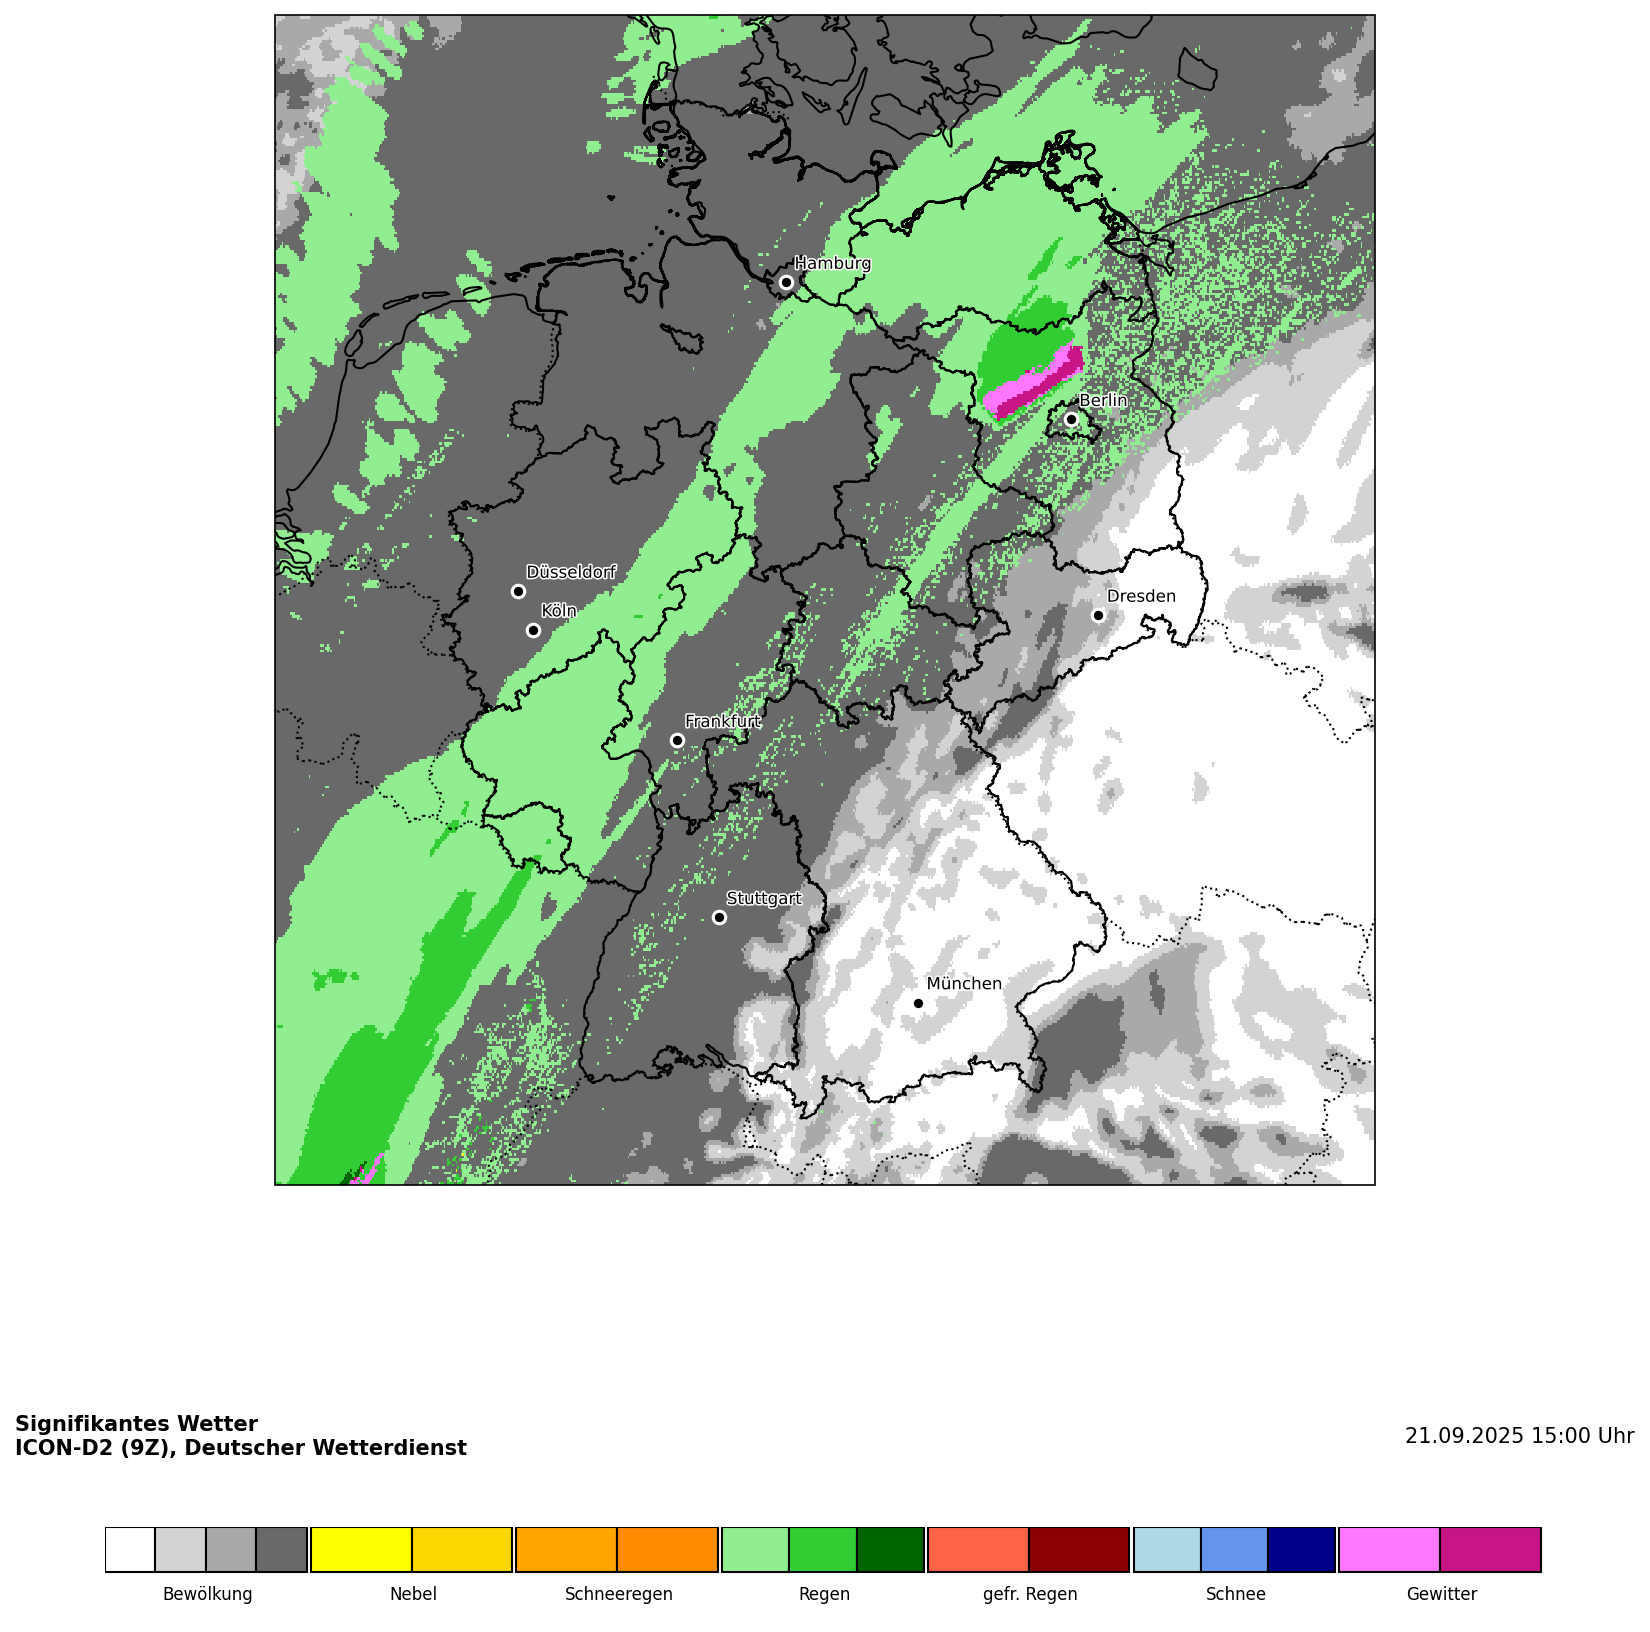 Hamburg
Berlin
Düsseldorf
Köln
Dresden
Frankfurt
Stuttgart
München
Signifikantes Wetter
ICON-D2 (9Z), Deutscher Wetterdienst
21.09.2025 15:00 Uhr
Bewölkung
Nebel
Schneeregen
Regen
gefr. Regen
Schnee
Gewitter